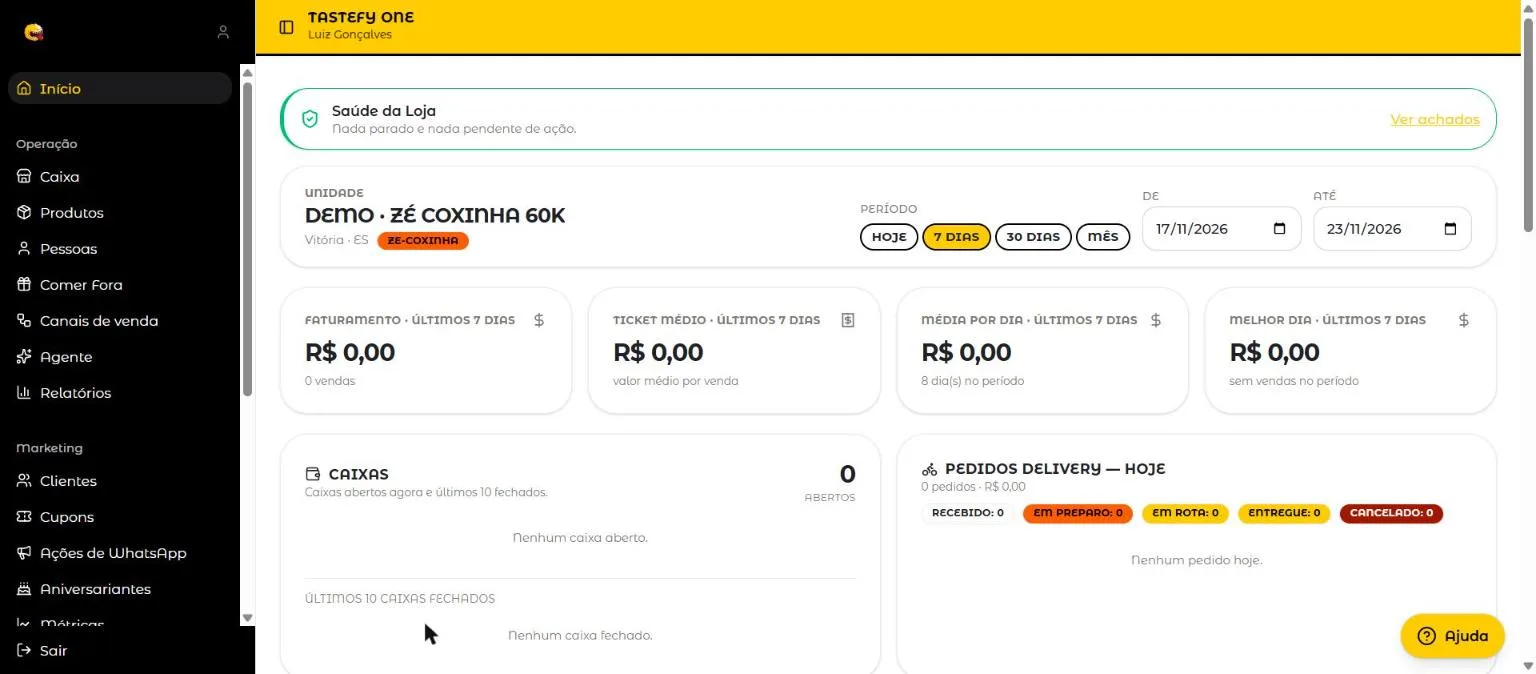 TASTEFY ONE
Luiz Gonçalves
Início
Operação
Caixa
Produtos
Pessoas
Comer Fora
Canais de venda
Agente
Relatórios
Marketing
Clientes
Cupons
Ações de WhatsApp
Aniversariantes
Métricas
Sair
Saúde da Loja
Nada parado e nada pendente de ação.
Ver achados
UNIDADE
DEMO · ZÉ COXINHA 60K
Vitória · ES ZE-COXINHA
PERÍODO
HOJE 7 DIAS 30 DIAS MÊS
DE
17/11/2026
ATÉ
23/11/2026
FATURAMENTO · ÚLTIMOS 7 DIAS
R$ 0,00
0 vendas
TICKET MÉDIO · ÚLTIMOS 7 DIAS
R$ 0,00
valor médio por venda
MÉDIA POR DIA · ÚLTIMOS 7 DIAS
R$ 0,00
8 dia(s) no período
MELHOR DIA · ÚLTIMOS 7 DIAS
R$ 0,00
sem vendas no período
CAIXAS
Caixas abertos agora e últimos 10 fechados.
0
ABERTOS
Nenhum caixa aberto.
ÚLTIMOS 10 CAIXAS FECHADOS
Nenhum caixa fechado.
PEDIDOS DELIVERY — HOJE
0 pedidos · R$ 0,00
RECEBIDO: 0 EM PREPARO: 0 EM ROTA: 0 ENTREGUE: 0 CANCELADO: 0
Nenhum pedido hoje.
Ajuda